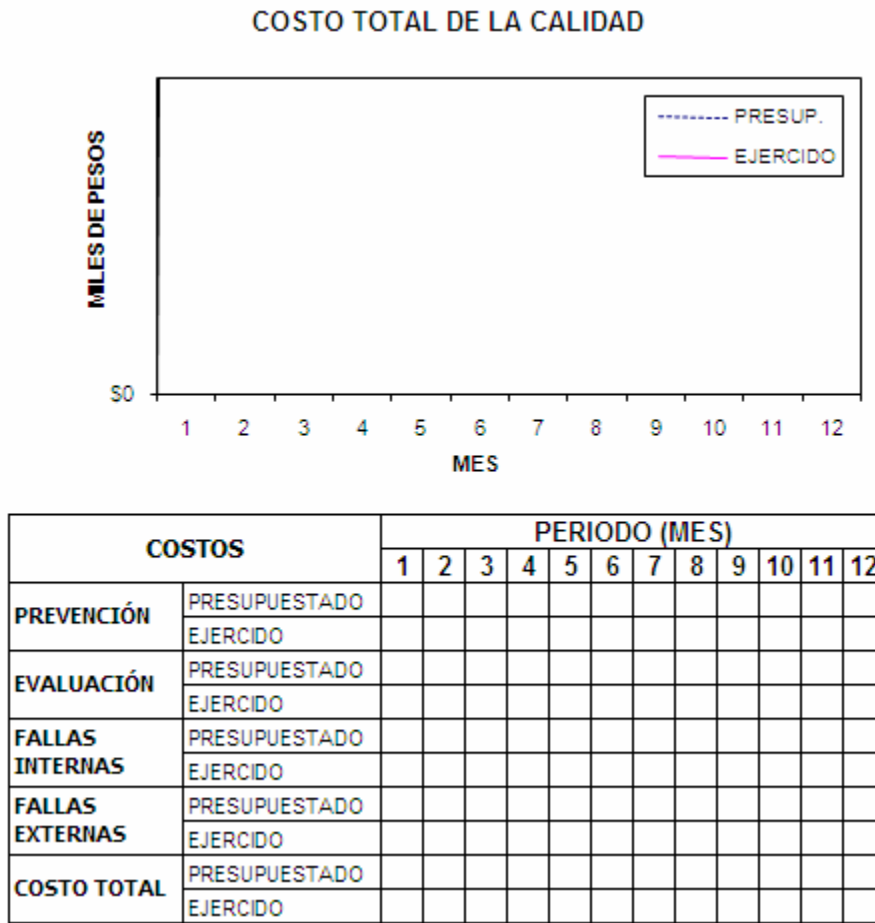 COSTO TOTAL DE LA CALIDAD
PRESUP.
EJERCIDO
MILES DE PESOS
$0
1 2 3 4 5 6 7 8 9 10 11 12
MES
COSTOS
PERIODO (MES)
1 2 3 4 5 6 7 8 9 10 11 12
PREVENCIÓN
PRESUPUESTADO
EJERCIDO
EVALUACIÓN
PRESUPUESTADO
EJERCIDO
FALLAS
INTERNAS
PRESUPUESTADO
EJERCIDO
FALLAS
EXTERNAS
PRESUPUESTADO
EJERCIDO
COSTO TOTAL
PRESUPUESTADO
EJERCIDO